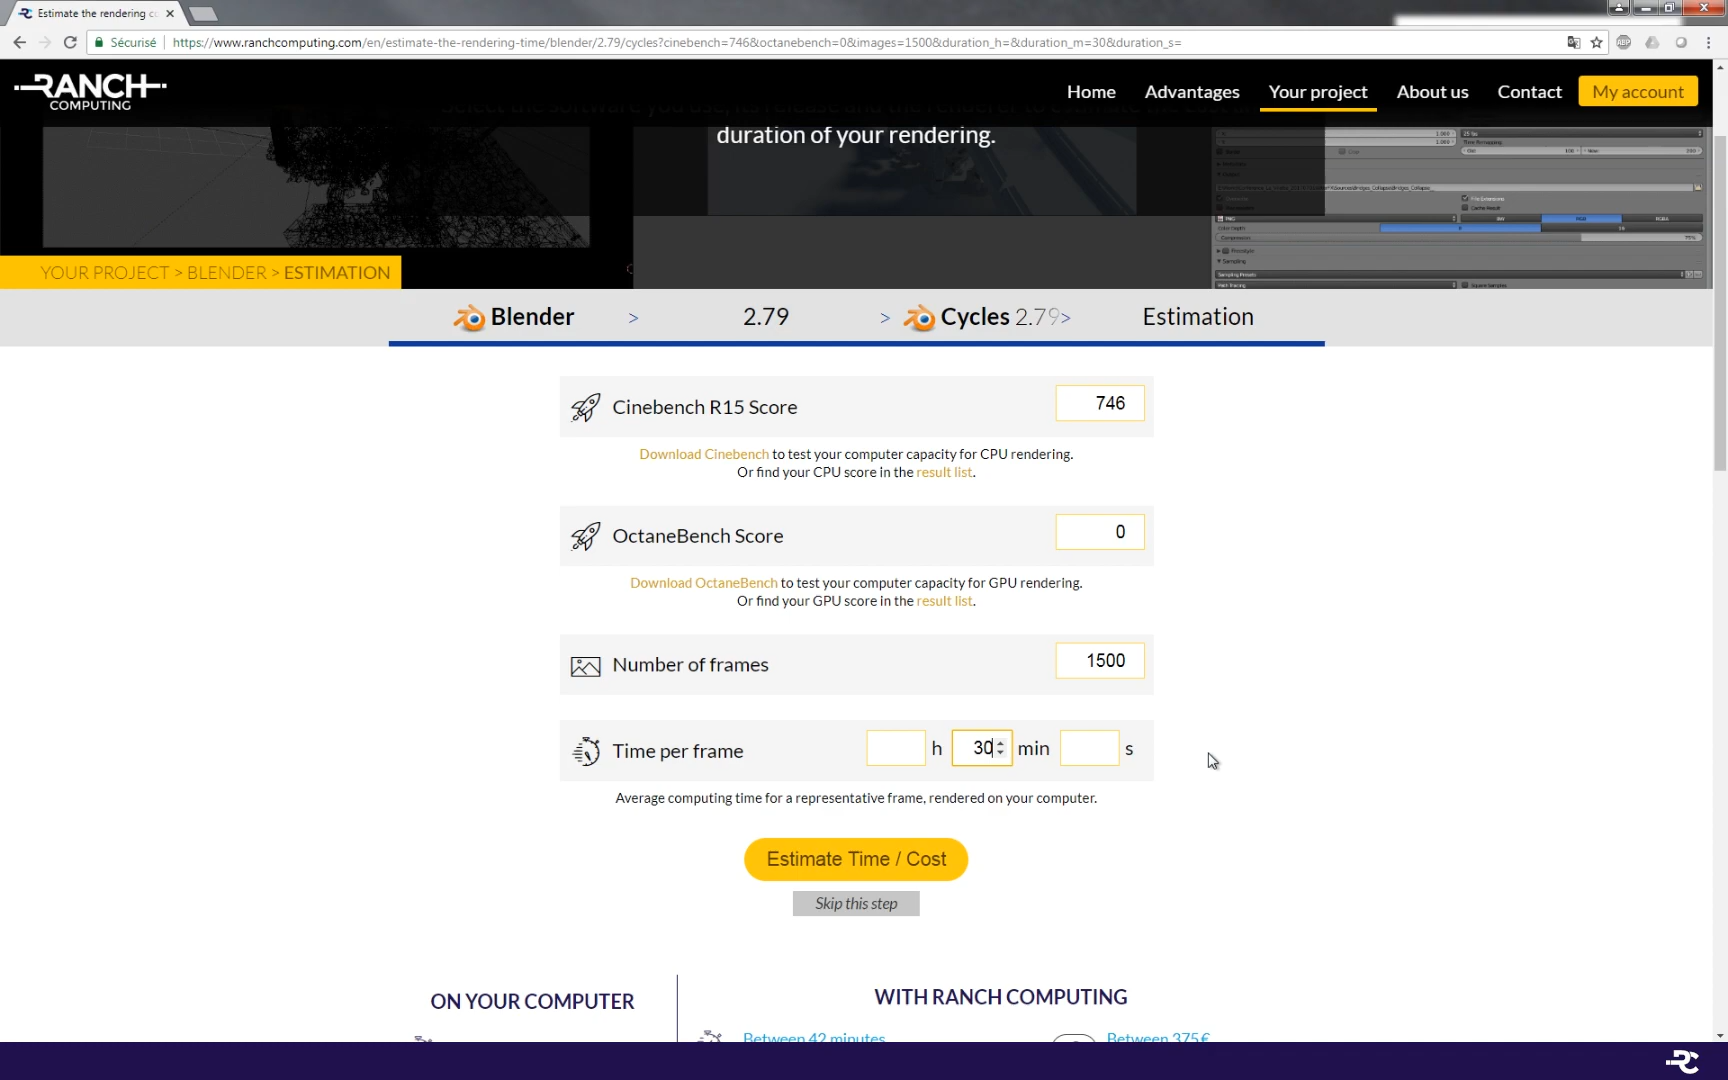 Estimate the rendering co
Sécurisé
https://www.ranchcomputing.com/en/estimate-the-rendering-time/blender/2.79/cycles?cinebench=746&octanebench=0&images=1500&duration_h=&duration_m=30&duration_s=
ABP
RANCH
COMPUTING
Home
Advantages
Your project
About us
Contact
My account
duration of your rendering.
YOUR PROJECT > BLENDER > ESTIMATION
Blender > 2.79 > Cycles 2.79> Estimation
Cinebench R15 Score 746
Download Cinebench to test your computer capacity for CPU rendering.
Or find your CPU score in the result list.
OctaneBench Score 0
Download OctaneBench to test your computer capacity for GPU rendering.
Or find your GPU score in the result list.
Number of frames 1500
Time per frame h 30 min s
Average computing time for a representative frame, rendered on your computer.
Estimate Time / Cost
Skip this step
ON YOUR COMPUTER
WITH RANCH COMPUTING
Between 42 minutes
Between 375€